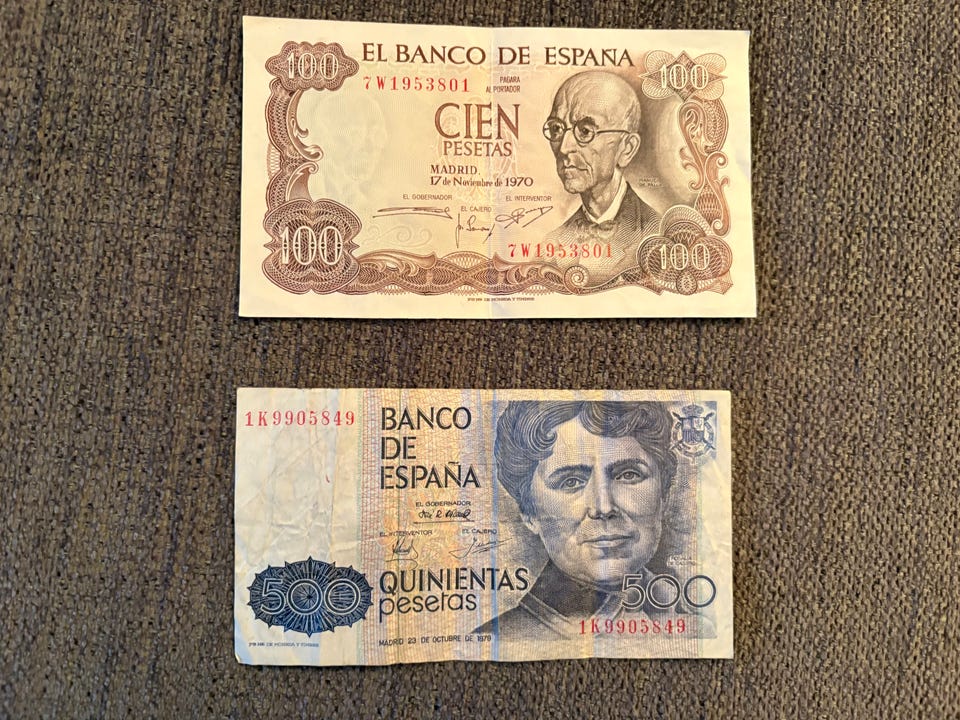 EL BANCO DE ESPAÑA
100
100
7W1953801
PAGARA
AL PORTADOR
CIEN
PESETAS
MADRID,
17 de Noviembre de 1970
EL GOBERNADOR
EL CAJERO
EL INTERVENTOR
100
7W1953801
100
1K9905849
BANCO
DE
ESPAÑA
EL GOBERNADOR
EL INTERVENTOR
EL CAJERO
500
QUINIENTAS
pesetas
500
1K9905849
MADRID 23 DE OCTUBRE DE 1979